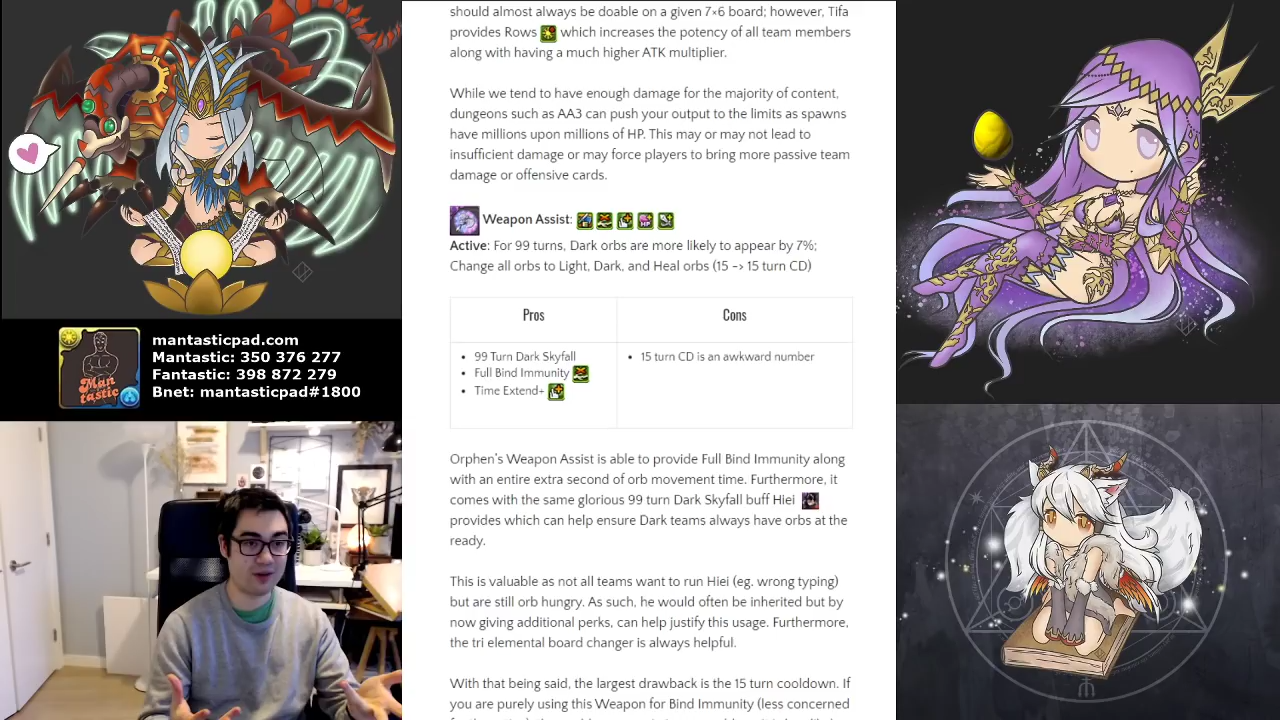 should almost always be doable on a given 7×6 board; however, Tifa
provides Rows which increases the potency of all team members
along with having a much higher ATK multiplier.
While we tend to have enough damage for the majority of content,
dungeons such as AA3 can push your output to the limits as spawns
have millions upon millions of HP. This may or may not lead to
insufficient damage or may force players to bring more passive team
damage or offensive cards.
Weapon Assist:
Active: For 99 turns, Dark orbs are more likely to appear by 7%;
Change all orbs to Light, Dark, and Heal orbs (15 -> 15 turn CD)
Pros
Cons
99 Turn Dark Skyfall
Full Bind Immunity
Time Extend+
15 turn CD is an awkward number
Orphen's Weapon Assist is able to provide Full Bind Immunity along
with an entire extra second of orb movement time. Furthermore, it
comes with the same glorious 99 turn Dark Skyfall buff Hiei
provides which can help ensure Dark teams always have orbs at the
ready.
This is valuable as not all teams want to run Hiei (eg. wrong typing)
but are still orb hungry. As such, he would often be inherited but by
now giving additional perks, can help justify this usage. Furthermore,
the tri elemental board changer is always helpful.
With that being said, the largest drawback is the 15 turn cooldown. If
you are purely using this Weapon for Bind Immunity (less concerned
mantasticpad.com
Mantastic: 350 376 277
Fantastic: 398 872 279
Bnet: mantasticpad#1800
Man
tastic